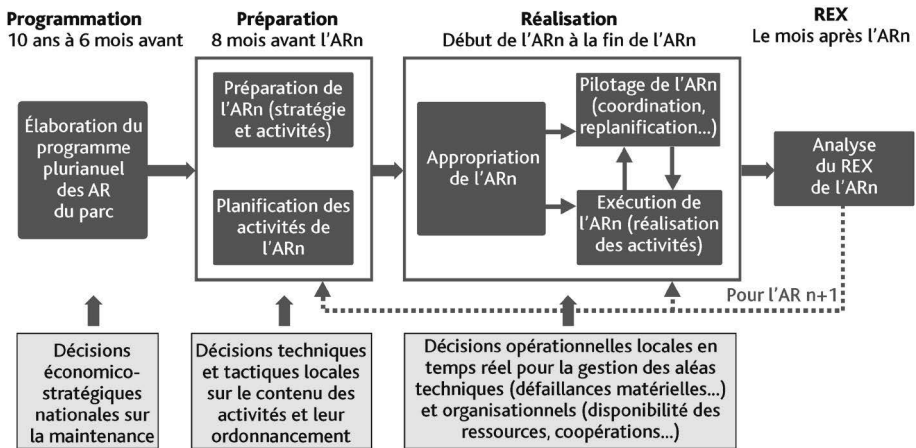 Programmation
10 ans à 6 mois avant
Préparation
8 mois avant l'ARn
Réalisation
Début de l'ARn à la fin de l'ARn
REX
Le mois après l'ARn
Élaboration du
programme
plurianuel
des AR
du parc
Préparation de
l'ARn (stratégie
et activités)
Planification des
activités de
l'ARn
Appropriation
de l'ARn
Pilotage de l'ARn
(coordination,
replanification...)
Exécution de
l'ARn (réalisation
des activités)
Analyse
du REX
de l'ARn
Pour l'AR n+1
Décisions
économico-
stratégiques
nationales sur
la maintenance
Décisions techniques
et tactiques locales
sur le contenu des
activités et leur
ordonnancement
Décisions opérationnelles locales en
temps réel pour la gestion des aléas
techniques (défaillances matérielles...)
et organisationnels (disponibilité des
ressources, coopérations...)